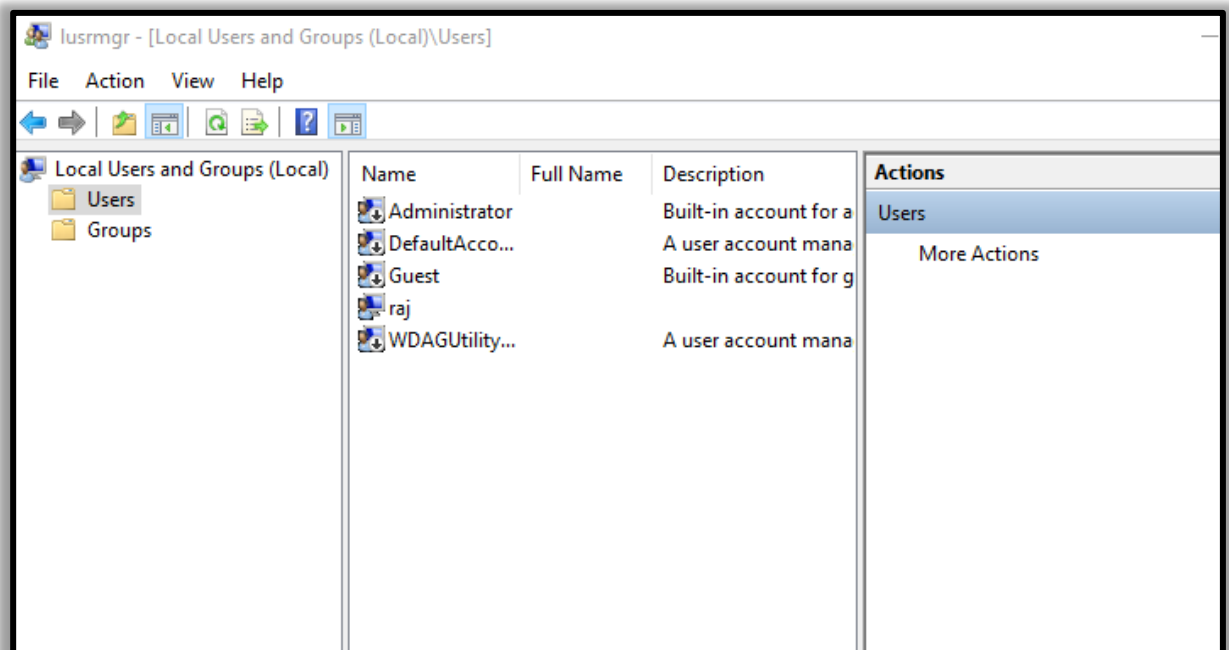 lusrmgr - [Local Users and Groups (Local)\Users]
File Action View Help
Local Users and Groups (Local)
Users
Groups
Name Full Name Description
Administrator Built-in account for a
DefaultAcco... A user account mana
Guest Built-in account for g
raj
WDAGUtility... A user account mana
Actions
Users
More Actions